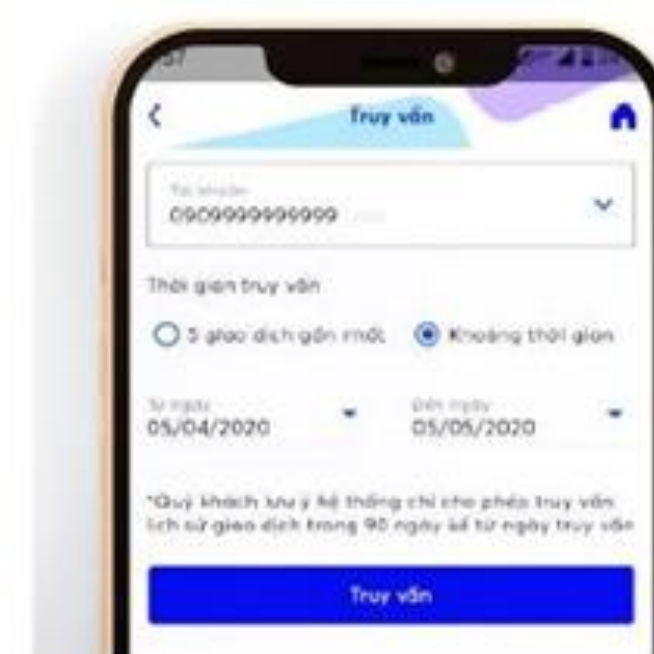 57
Truy vấn
Tài khoản
0909999999999
Thời gian truy vấn
5 giao dịch gần nhất
Khoảng thời gian
Từ ngày
Đến ngày
05/04/2020
05/05/2020
*Quý khách lưu ý hệ thống chỉ cho phép truy vấn
lịch sử giao dịch trong 90 ngày kể từ ngày truy vấn
Truy vấn